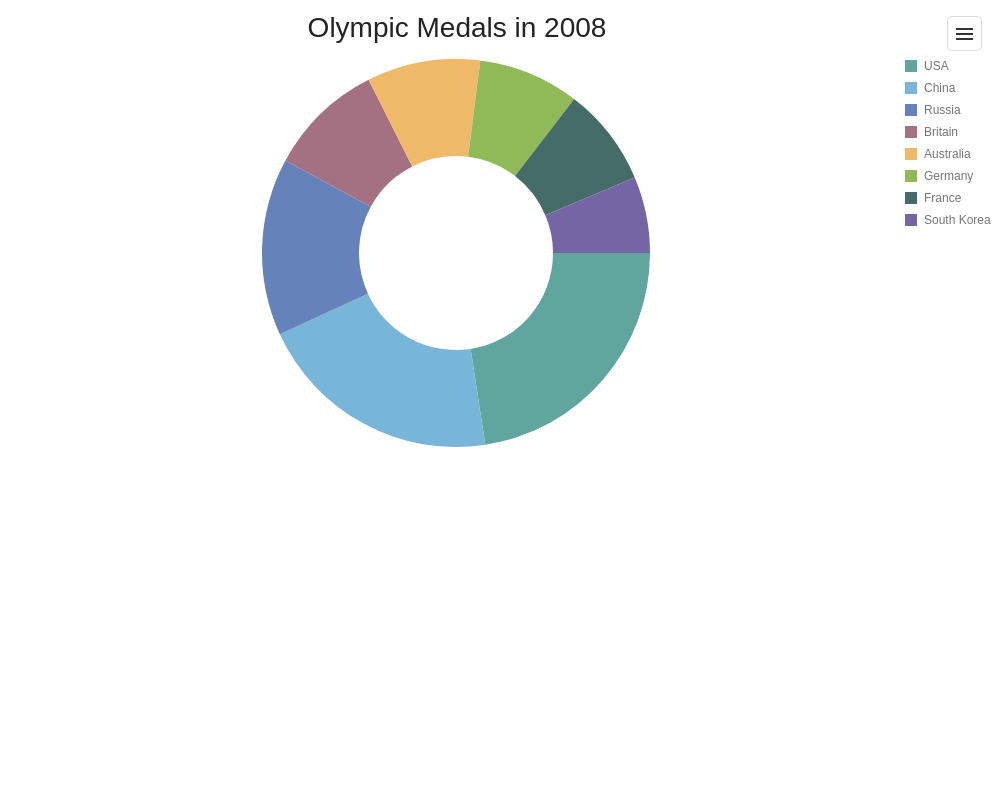 Olympic Medals in 2008
USA
China
Russia
Britain
Australia
Germany
France
South Korea